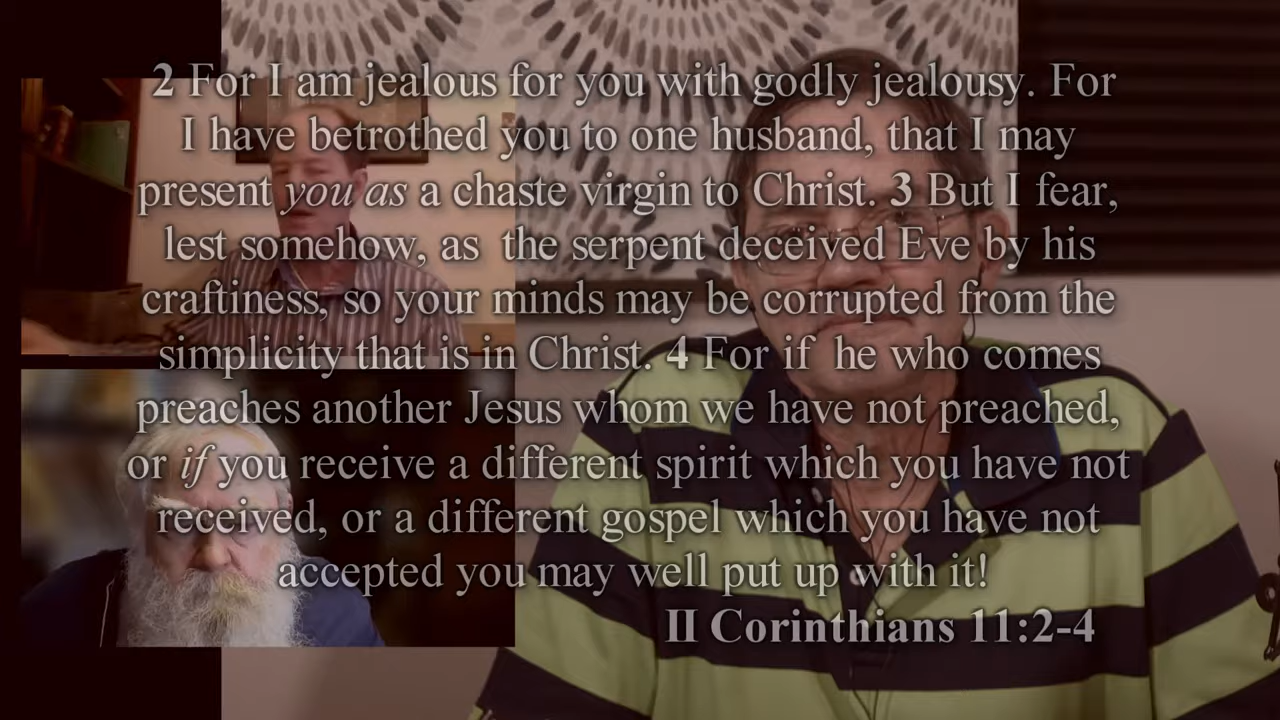 2 For I am jealous for you with godly jealousy. For
I have betrothed you to one husband, that I may
present you as a chaste virgin to Christ. 3 But I fear,
lest somehow, as the serpent deceived Eve by his
craftiness, so your minds may be corrupted from the
simplicity that is in Christ. 4 For if he who comes
preaches another Jesus whom we have not preached,
or if you receive a different spirit which you have not
received, or a different gospel which you have not
accepted you may well put up with it!
II Corinthians 11:2-4